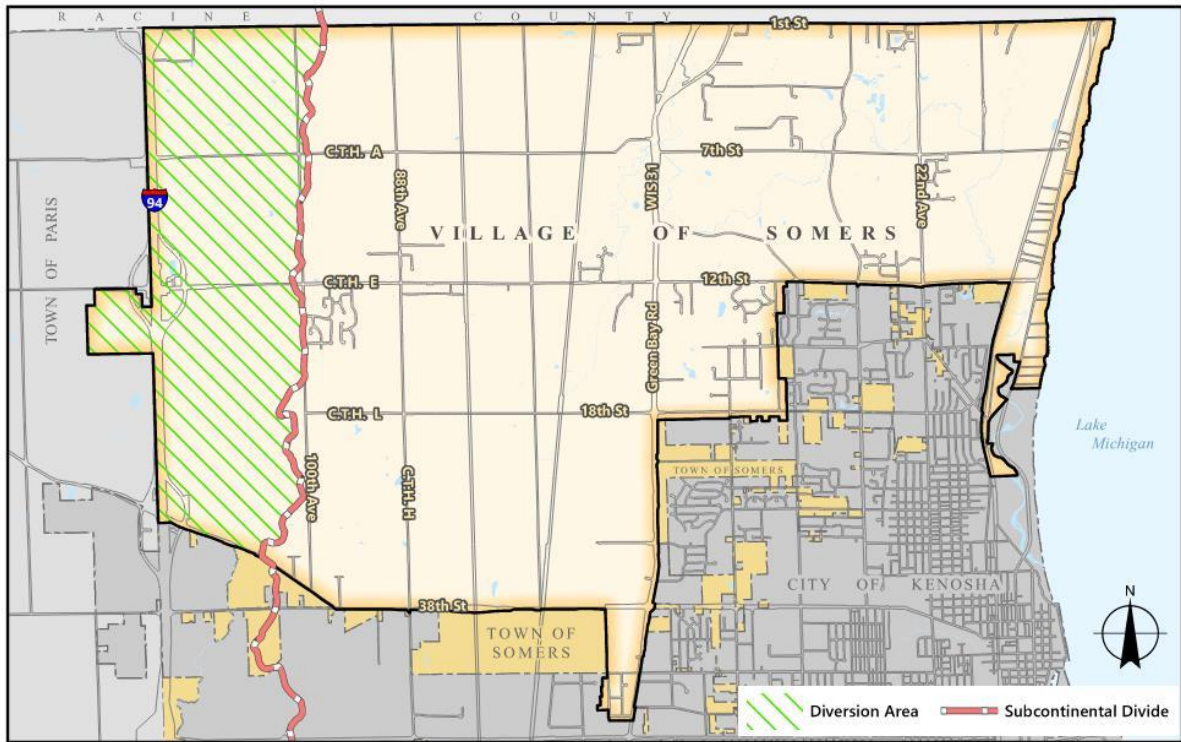 RACINE COUNTY
1st St
C.T.H. A
7th St
94
88th Ave
WIS31
22nd Ave
TOWN OF PARIS
VILLAGE OF SOMERS
C.T.H. E
12th St
Green Bay Rd
C.T.H. L
18th St
Lake
Michigan
100th Ave
C.T.H. H
TOWN OF SOMERS
CITY OF KENOSHA
38th St
TOWN OF
SOMERS
N
Diversion Area
Subcontinental Divide